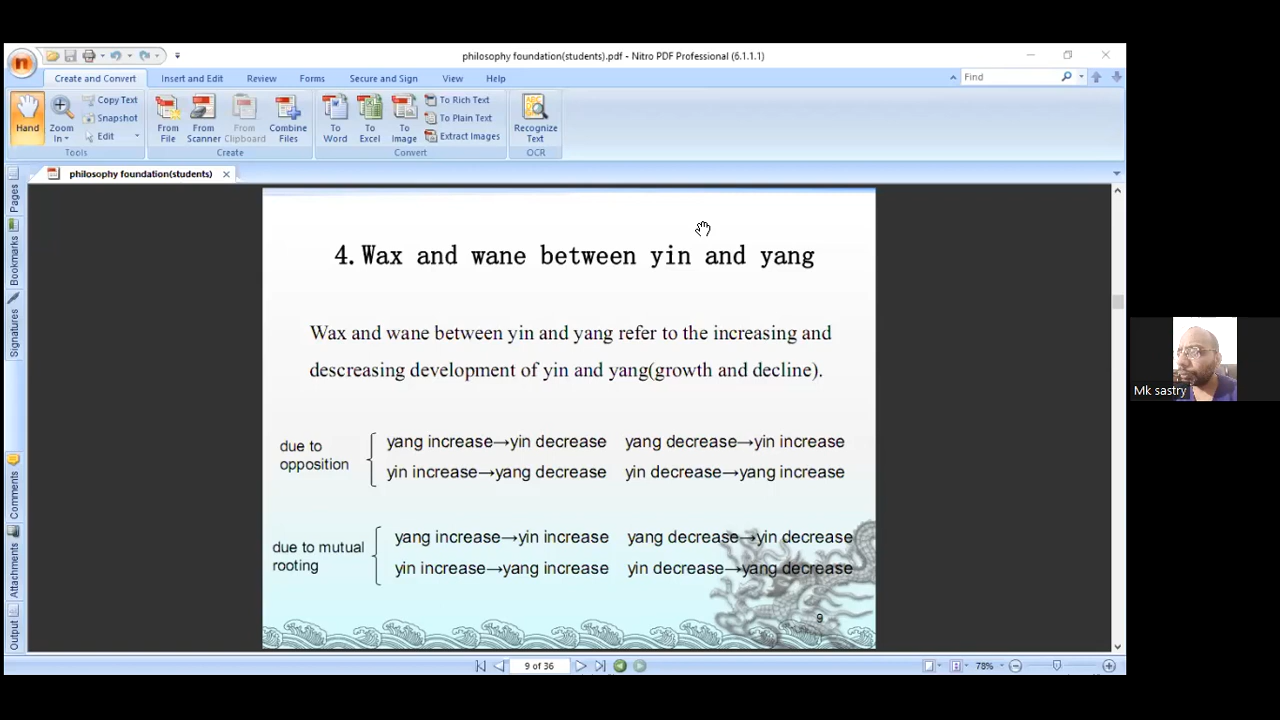 philosophy foundation(students).pdf - Nitro PDF Professional (6.1.1.1)
Create and Convert Insert and Edit Review Forms Secure and Sign View Help Find
Hand Zoom In Copy Text Snapshot Edit From File From Scanner From Clipboard Combine Files To Word To Excel To Image To Rich Text To Plain Text Extract Images Recognize Text
Tools Create Convert OCR
philosophy foundation(students)
Pages
Bookmarks
Signatures
Comments
Attachments
Output
4.Wax and wane between yin and yang
Wax and wane between yin and yang refer to the increasing and
descreasing development of yin and yang(growth and decline).
due to
opposition
yang increase→yin decrease yang decrease→yin increase
yin increase→yang decrease yin decrease→yang increase
due to mutual
rooting
yang increase→yin increase yang decrease→yin decrease
yin increase→yang increase yin decrease→yang decrease
9
9 of 36 78%
Mk sastry